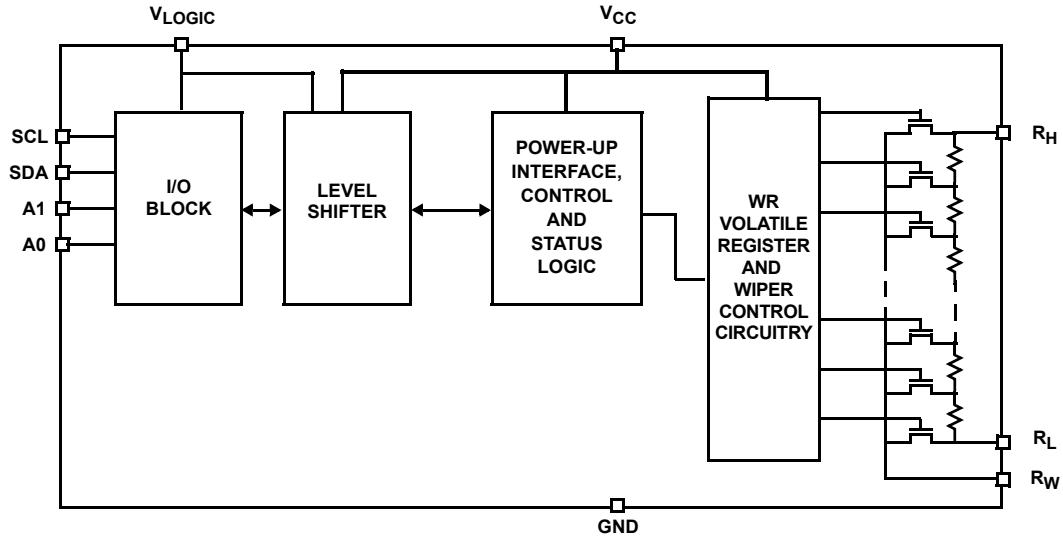 VLOGIC
VCC
SCL
SDA
A1
A0
I/O
BLOCK
LEVEL
SHIFTER
POWER-UP
INTERFACE,
CONTROL
AND
STATUS
LOGIC
WR
VOLATILE
REGISTER
AND
WIPER
CONTROL
CIRCUITRY
RH
RL
RW
GND